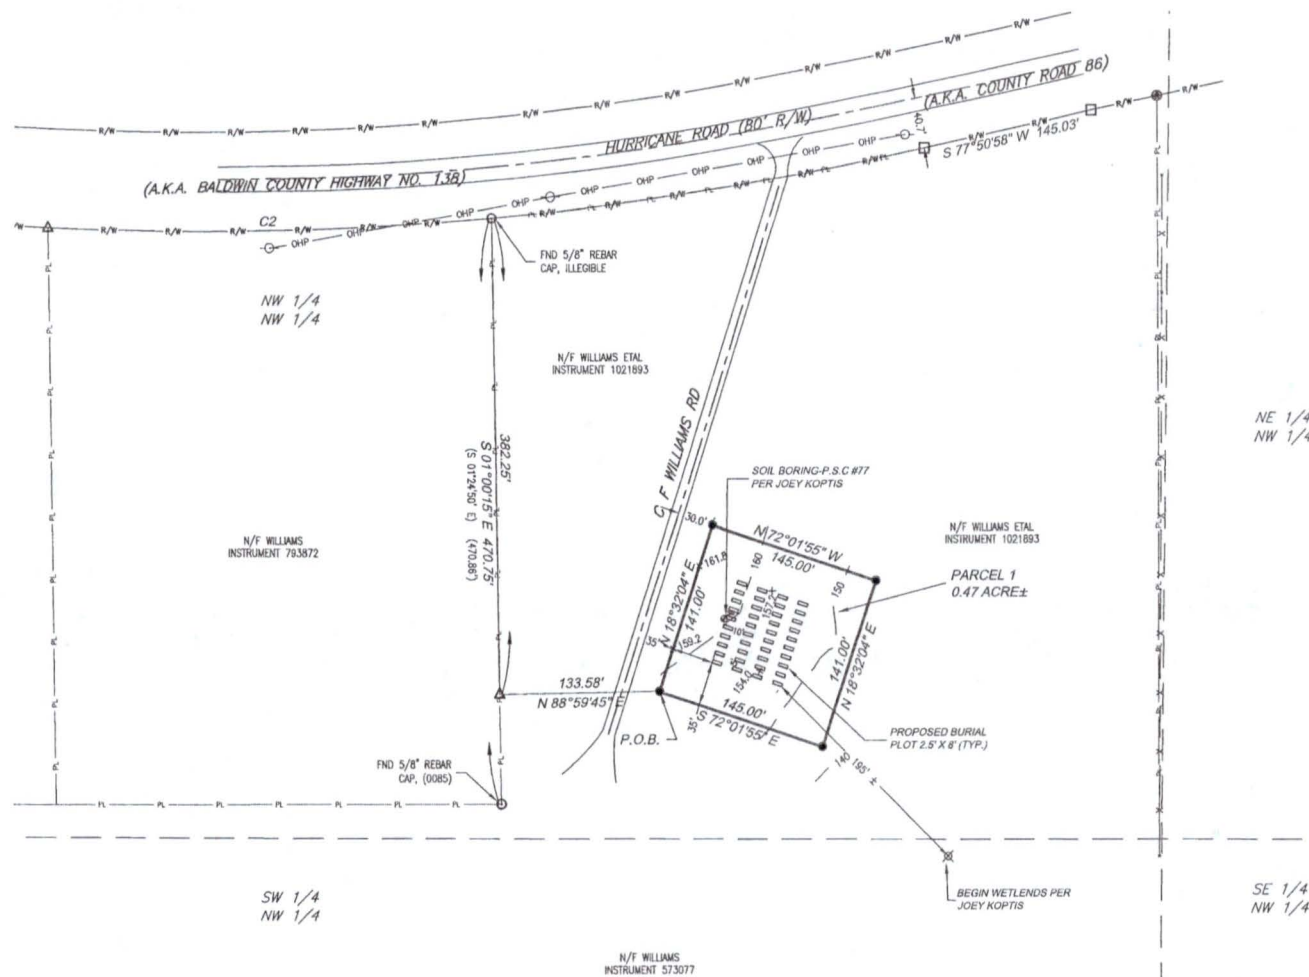 HURRICANE ROAD (80' R/W)
(A.K.A. COUNTY ROAD 86)
(A.K.A. BALDWIN COUNTY HIGHWAY NO. 138)
40.7'
S 77°50'58" W 145.03'
C2
FND 5/8" REBAR
CAP, ILLEGIBLE
NW 1/4
NW 1/4
N/F WILLIAMS ETAL
INSTRUMENT 1021893
NE 1/4
NW 1/4
382.25'
S 01°00'15" E 470.75'
(S 01°24'50" E) (470.86')
C F WILLIAMS RD
SOIL BORING-P.S.C #77
PER JOEY KOPTIS
30.0'
N 72°01'55" W
145.00'
N/F WILLIAMS ETAL
INSTRUMENT 1021893
N/F WILLIAMS
INSTRUMENT 793872
PARCEL 1
0.47 ACRE±
161.8
160
150
157.2
N 18°32'04" E
141.00'
159.2
35'
10'
154.0
141.00'
N 18°32'04" E
133.58'
N 88°59'45" E
145.00'
S 72°01'55" E
35'
P.O.B.
PROPOSED BURIAL
PLOT 2.5' X 8' (TYP.)
140
195' ±
FND 5/8" REBAR
CAP, (0085)
SW 1/4
NW 1/4
BEGIN WETLENDS PER
JOEY KOPTIS
SE 1/4
NW 1/4
N/F WILLIAMS
INSTRUMENT 573077